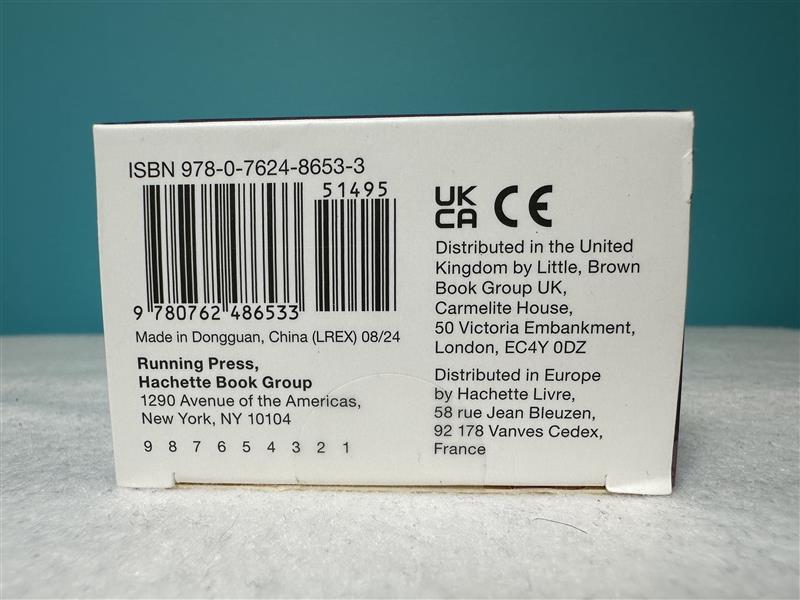 ISBN 978-0-7624-8653-3
51495
9 780762 486533
Made in Dongguan, China (LREX) 08/24
Running Press,
Hachette Book Group
1290 Avenue of the Americas,
New York, NY 10104
9 8 7 6 5 4 3 2 1
UK
CA CE
Distributed in the United
Kingdom by Little, Brown
Book Group UK,
Carmelite House,
50 Victoria Embankment,
London, EC4Y 0DZ
Distributed in Europe
by Hachette Livre,
58 rue Jean Bleuzen,
92 178 Vanves Cedex,
France